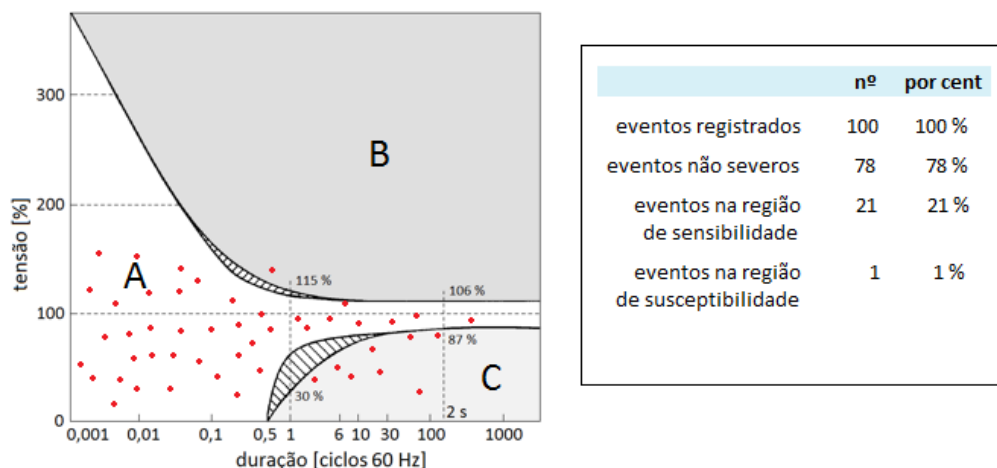 300
200
100
0
tensão [%]
A
B
C
115 %
106 %
87 %
30 %
2 s
0,001 0,01 0,1 0,5 1 6 10 30 100 1000
duração [ciclos 60 Hz]
nº por cent
eventos registrados 100 100 %
eventos não severos 78 78 %
eventos na região 21 21 %
de sensibilidade
eventos na região 1 1 %
de susceptibilidade